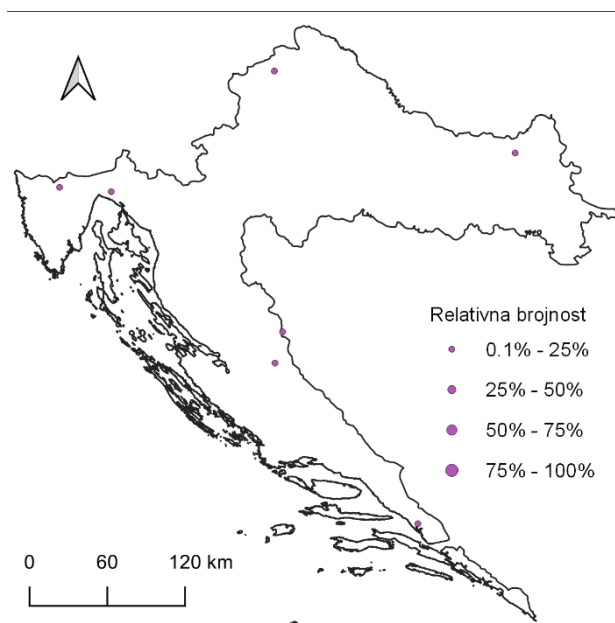 Relativna brojnost
0.1% - 25%
25% - 50%
50% - 75%
75% - 100%
0 60 120 km